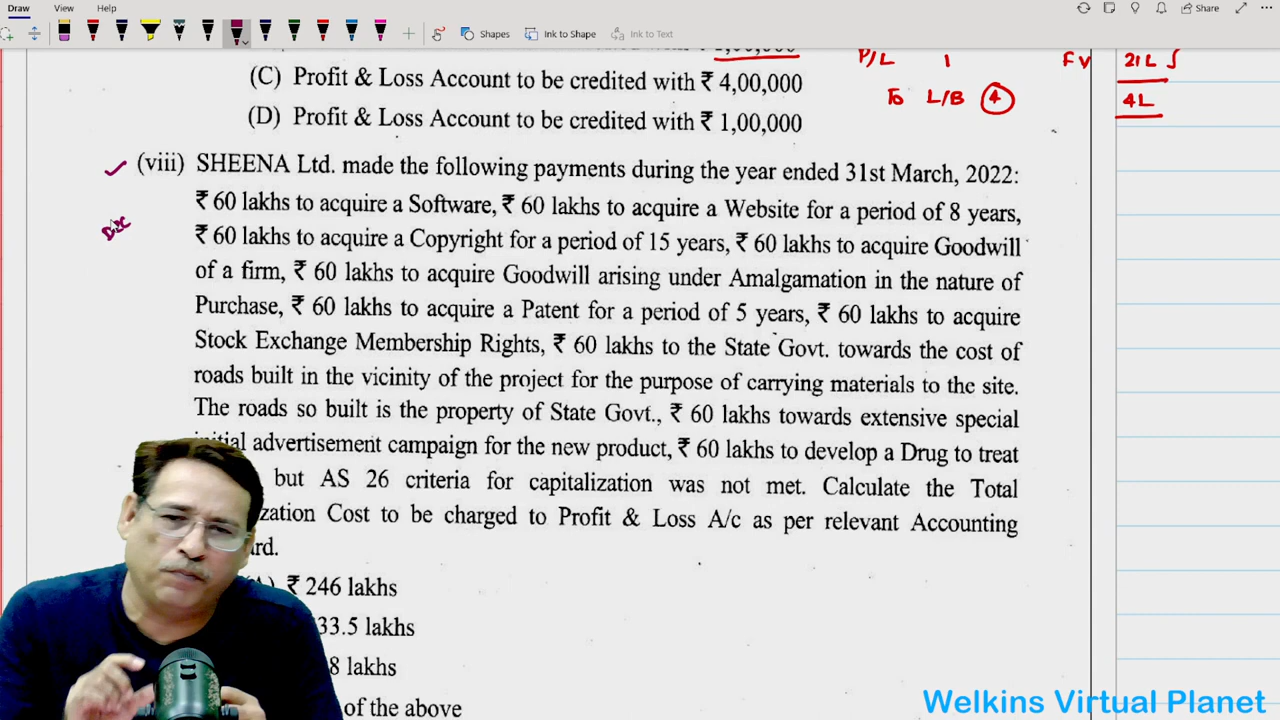 Draw View Help Share
Shapes Ink to Shape Ink to Text
P/L 1 FV 21L
(C) Profit & Loss Account to be credited with ₹ 4,00,000
To L/B 4 4L
(D) Profit & Loss Account to be credited with ₹ 1,00,000
(viii) SHEENA Ltd. made the following payments during the year ended 31st March, 2022:
₹ 60 lakhs to acquire a Software, ₹ 60 lakhs to acquire a Website for a period of 8 years,
₹ 60 lakhs to acquire a Copyright for a period of 15 years, ₹ 60 lakhs to acquire Goodwill
of a firm, ₹ 60 lakhs to acquire Goodwill arising under Amalgamation in the nature of
Purchase, ₹ 60 lakhs to acquire a Patent for a period of 5 years, ₹ 60 lakhs to acquire
Stock Exchange Membership Rights, ₹ 60 lakhs to the State Govt. towards the cost of
roads built in the vicinity of the project for the purpose of carrying materials to the site.
The roads so built is the property of State Govt., ₹ 60 lakhs towards extensive special
initial advertisement campaign for the new product, ₹ 60 lakhs to develop a Drug to treat
but AS 26 criteria for capitalization was not met. Calculate the Total
zation Cost to be charged to Profit & Loss A/c as per relevant Accounting
rd.
(A) ₹ 246 lakhs
33.5 lakhs
8 lakhs
of the above
Welkins Virtual Planet